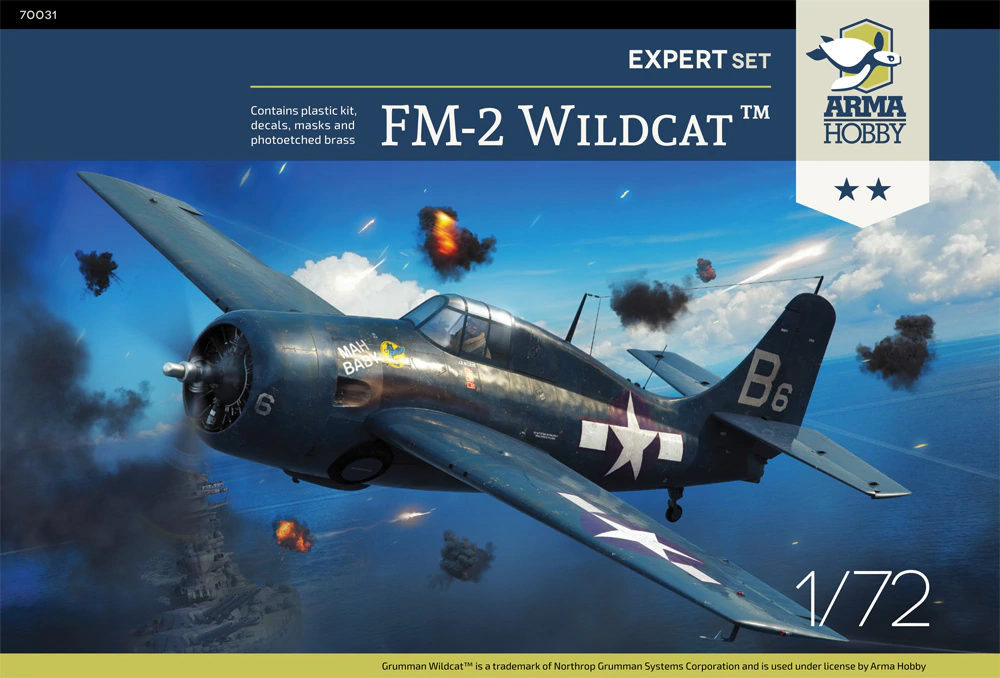 70031
EXPERT SET
Contains plastic kit,
decals, masks and
photoetched brass
FM-2 WILDCAT™
ARMA
HOBBY
MAH
BABY
6
B6
1/72
Grumman Wildcat™ is a trademark of Northrop Grumman Systems Corporation and is used under license by Arma Hobby